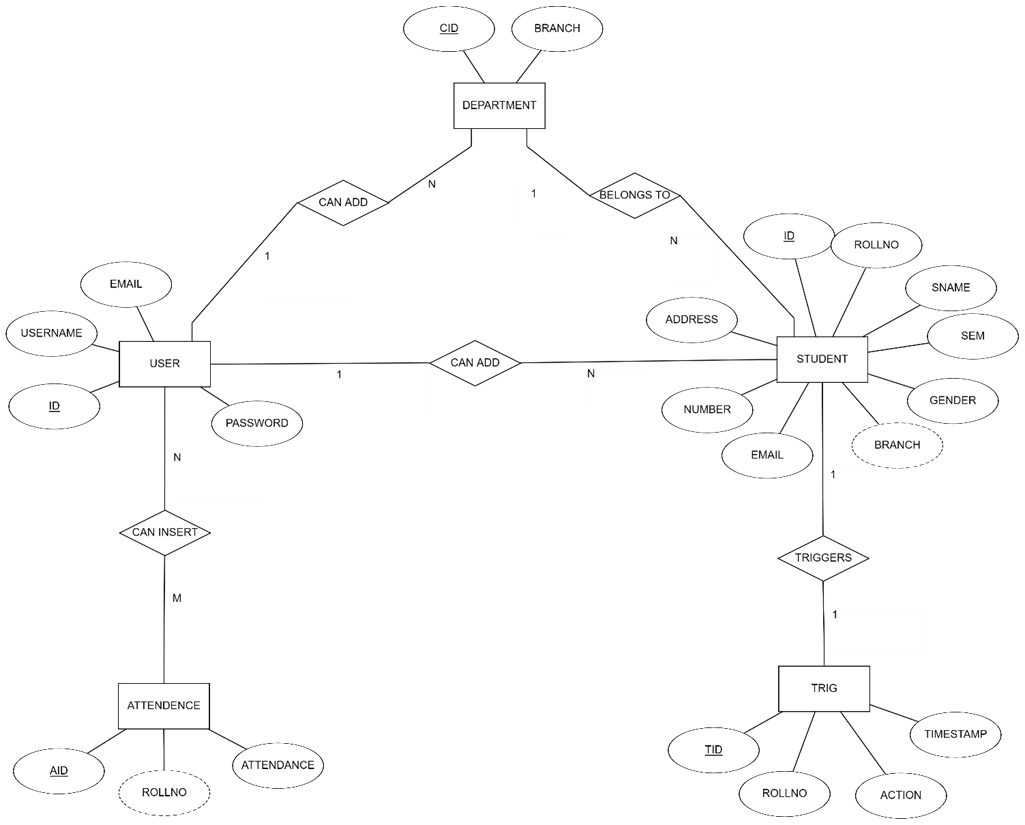 CID
BRANCH
DEPARTMENT
CAN ADD
N
1
BELONGS TO
1
N
ID
ROLLNO
SNAME
SEM
GENDER
BRANCH
EMAIL
NUMBER
ADDRESS
STUDENT
EMAIL
USERNAME
USER
ID
PASSWORD
CAN ADD
1
N
N
CAN INSERT
M
1
TRIGGERS
1
ATTENDENCE
AID
ROLLNO
ATTENDANCE
TRIG
TID
ROLLNO
ACTION
TIMESTAMP